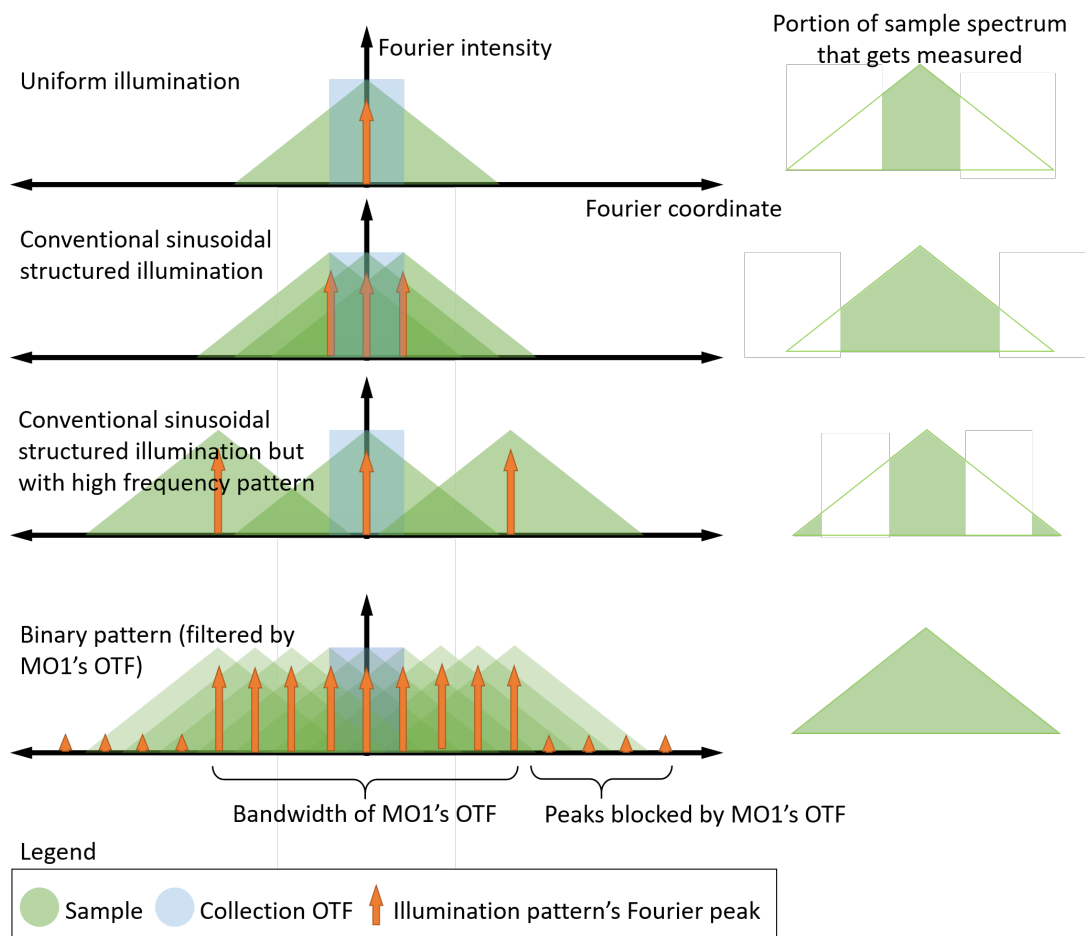 Fourier intensity
Portion of sample spectrum
that gets measured
Uniform illumination
Fourier coordinate
Conventional sinusoidal
structured illumination
Conventional sinusoidal
structured illumination but
with high frequency pattern
Binary pattern (filtered by
MO1's OTF)
Bandwidth of MO1's OTF
Peaks blocked by MO1's OTF
Legend
Sample
Collection OTF
Illumination pattern's Fourier peak